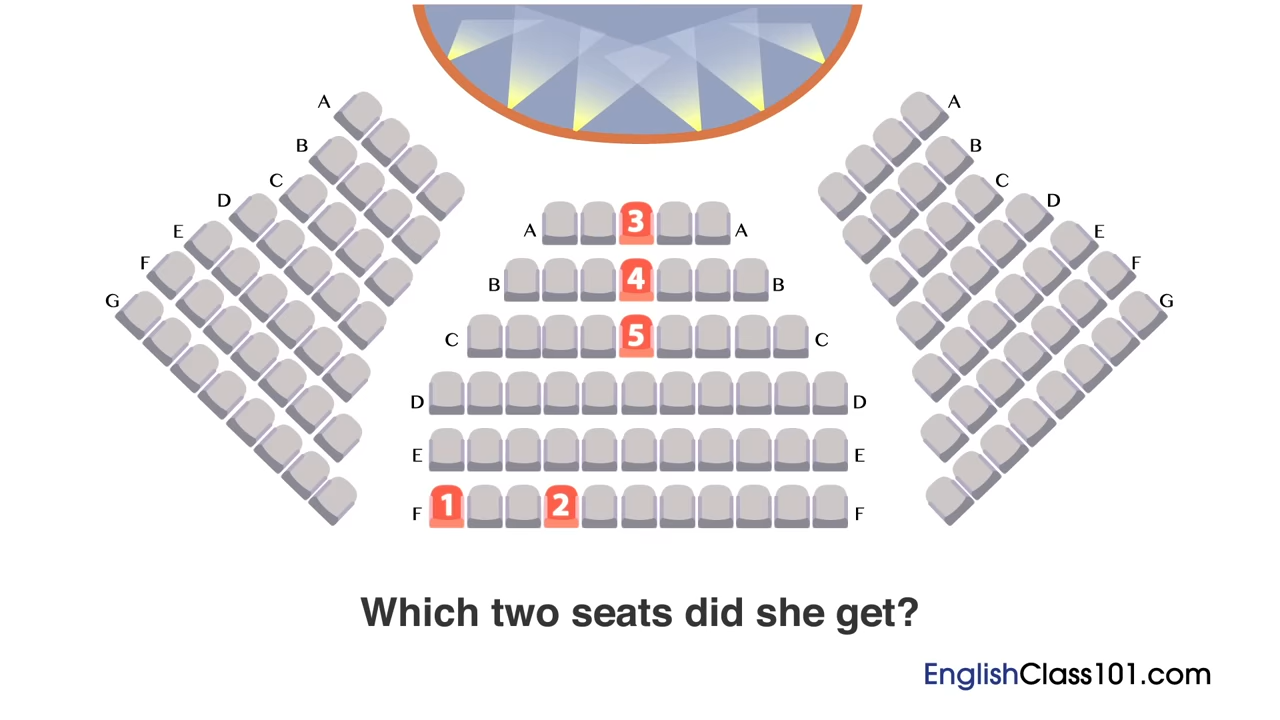 A A
B B
C C
D D
E E
F F
G G
A 3 A
B 4 B
C 5 C
D D
E E
F 1 2 F
Which two seats did she get?
EnglishClass101.com